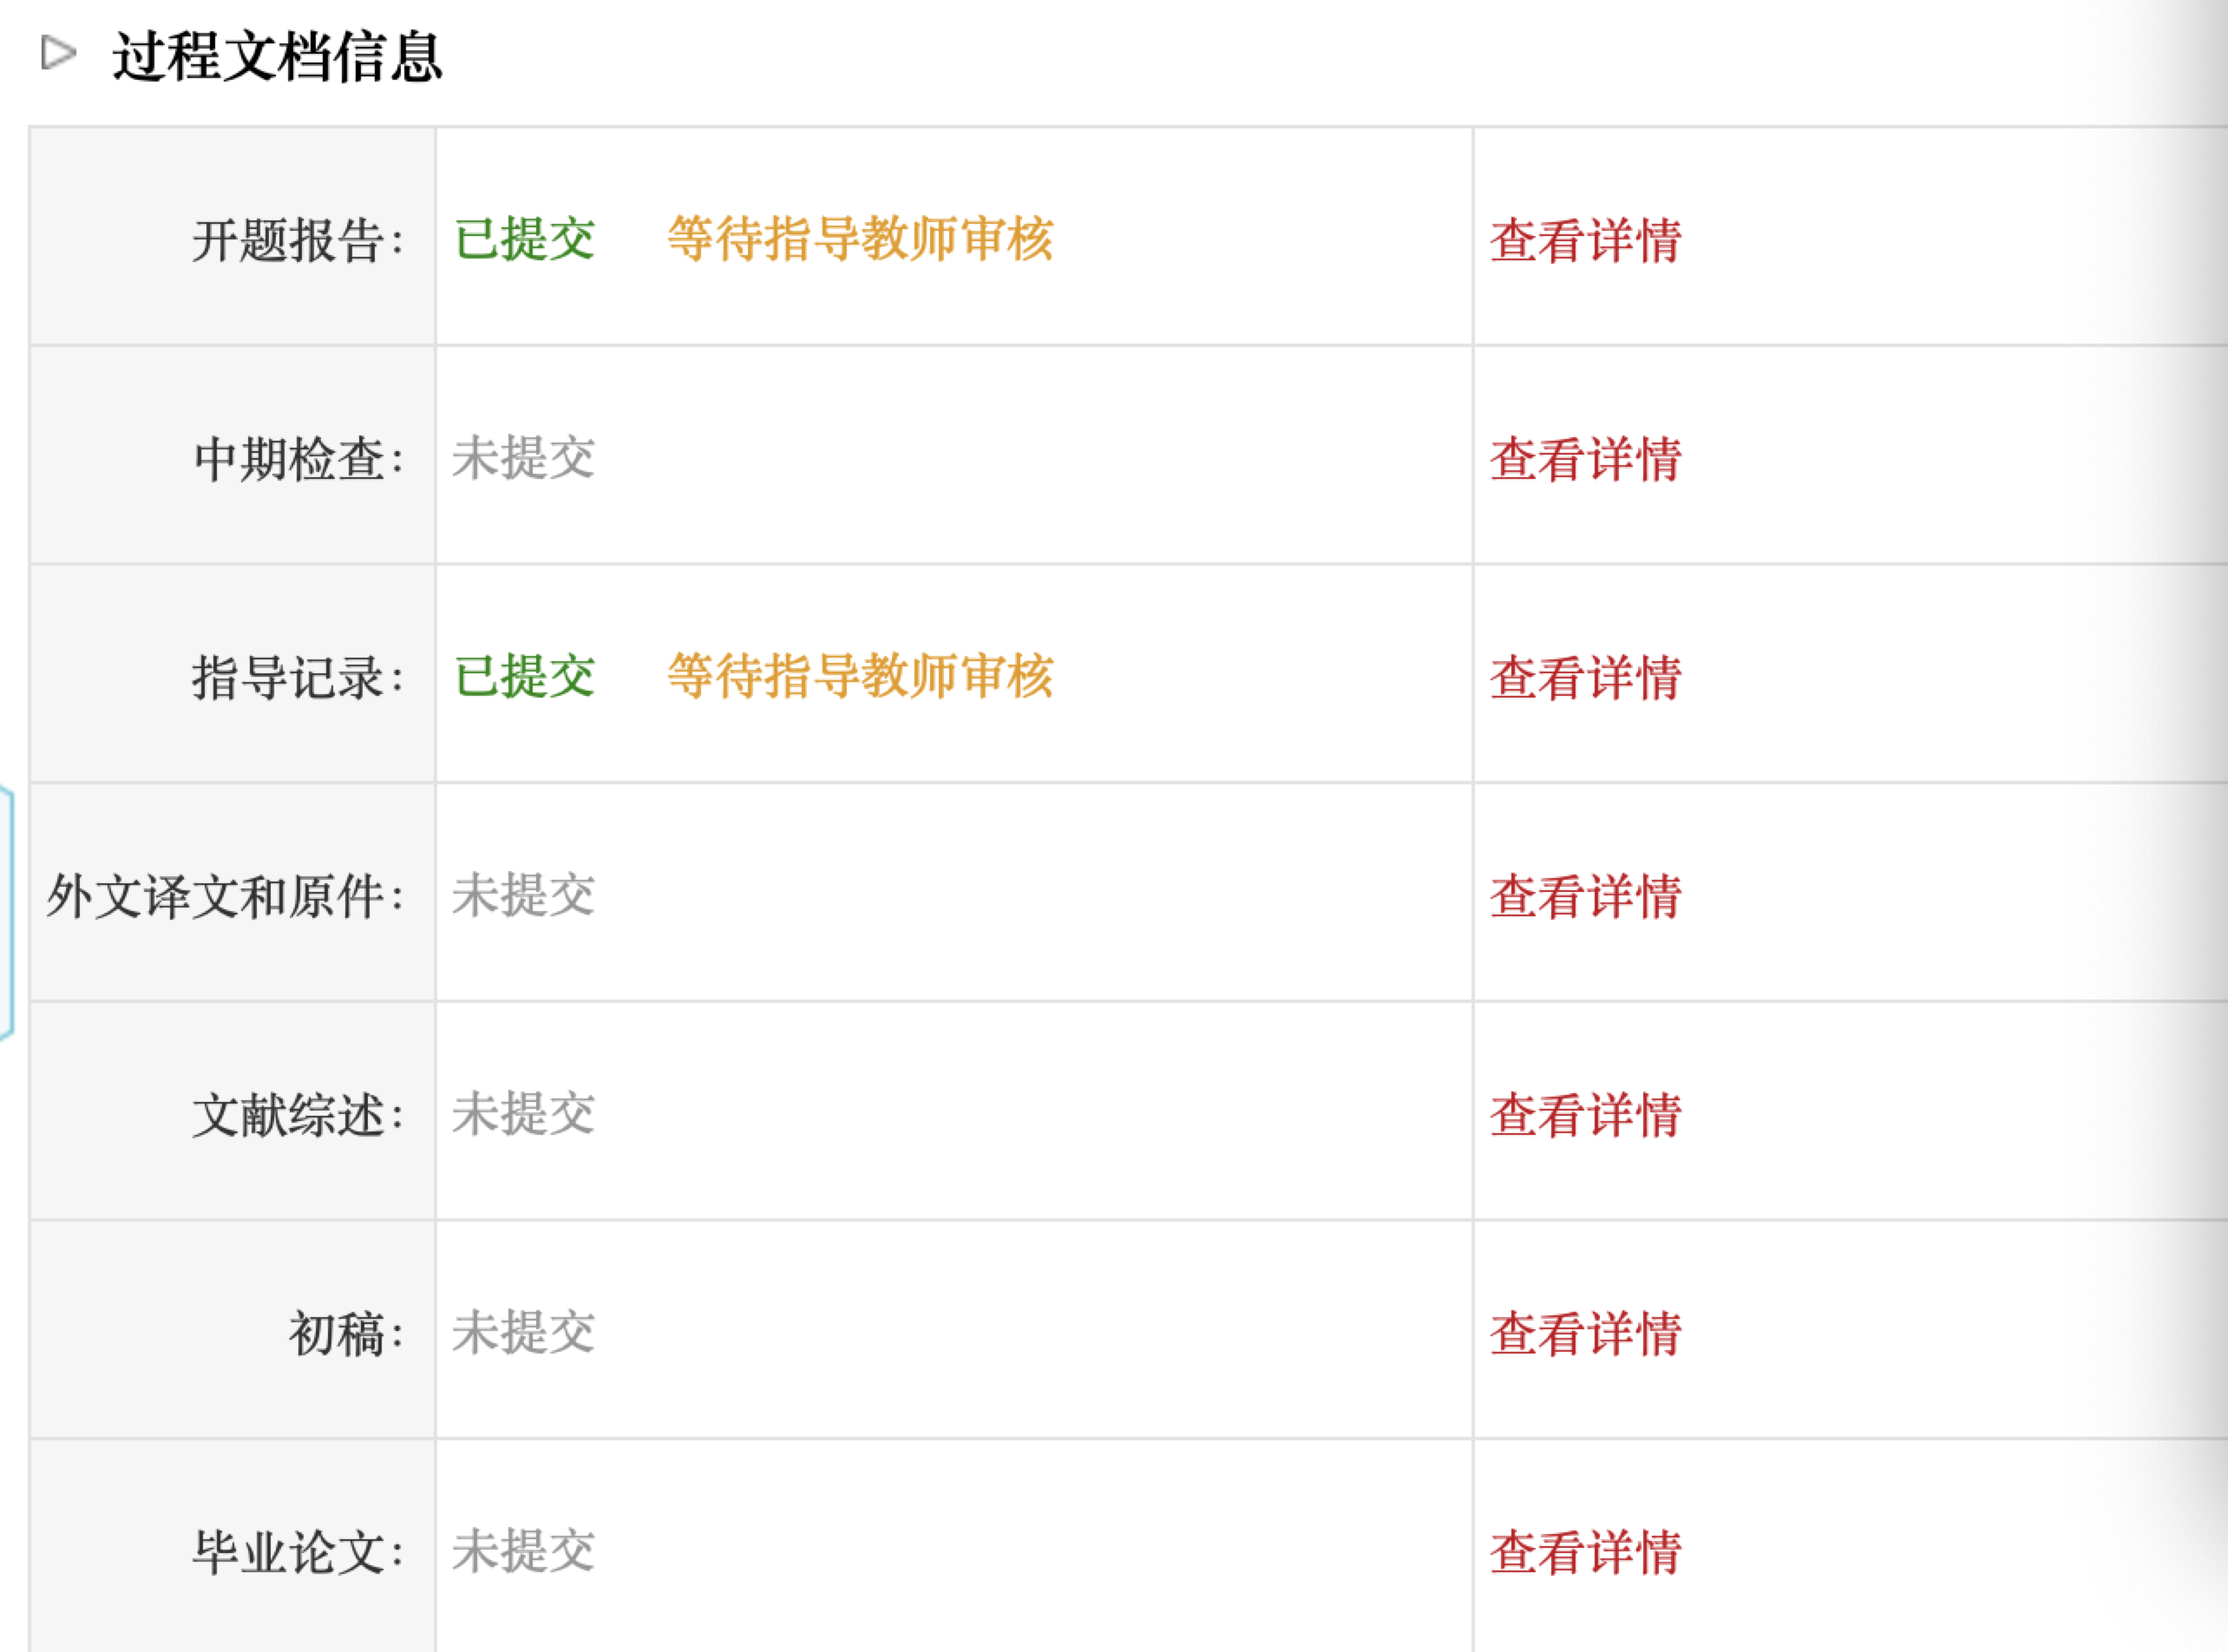 过程文档信息
开题报告： 已提交 等待指导教师审核 查看详情
中期检查： 未提交 查看详情
指导记录： 已提交 等待指导教师审核 查看详情
外文译文和原件： 未提交 查看详情
文献综述： 未提交 查看详情
初稿： 未提交 查看详情
毕业论文： 未提交 查看详情